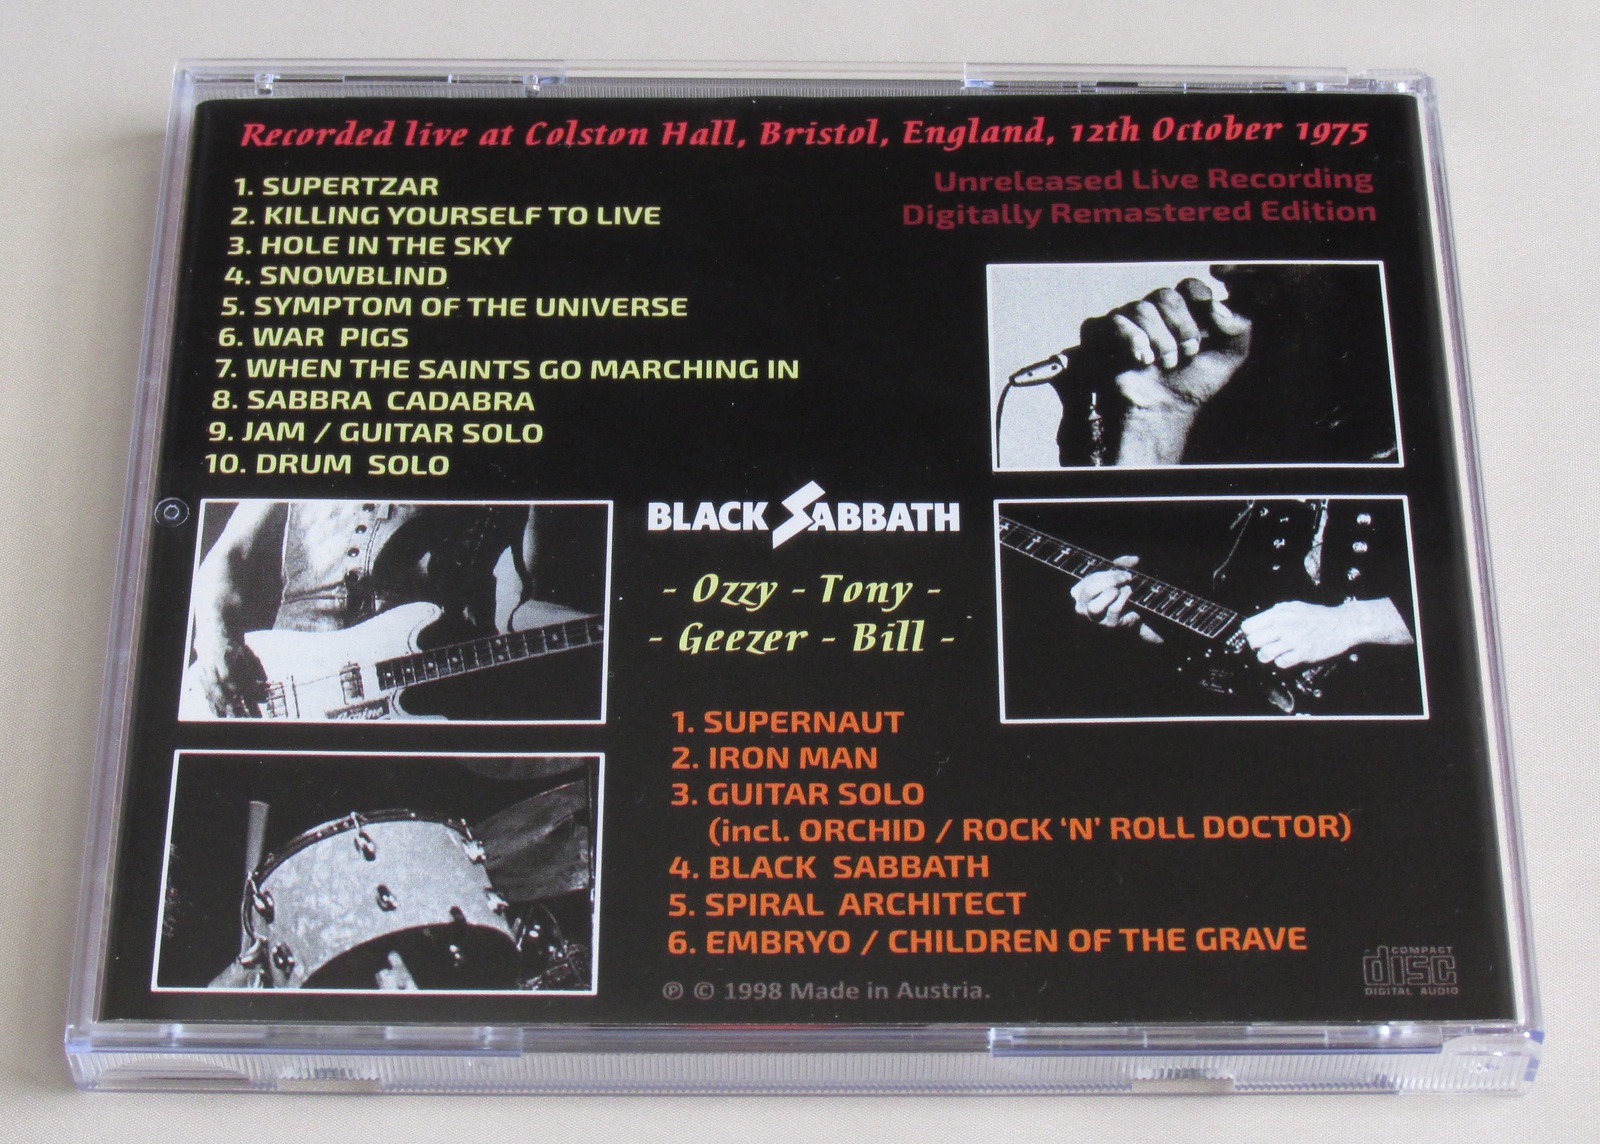 Recorded live at Colston Hall, Bristol, England, 12th October 1975
Unreleased Live Recording
Digitally Remastered Edition
1. SUPERTZAR
2. KILLING YOURSELF TO LIVE
3. HOLE IN THE SKY
4. SNOWBLIND
5. SYMPTOM OF THE UNIVERSE
6. WAR PIGS
7. WHEN THE SAINTS GO MARCHING IN
8. SABBRA CADABRA
9. JAM / GUITAR SOLO
10. DRUM SOLO
BLACK SABBATH
- Ozzy - Tony -
- Geezer - Bill -
1. SUPERNAUT
2. IRON MAN
3. GUITAR SOLO
(incl. ORCHID / ROCK ‘N’ ROLL DOCTOR)
4. BLACK SABBATH
5. SPIRAL ARCHITECT
6. EMBRYO / CHILDREN OF THE GRAVE
℗ © 1998 Made in Austria.
COMPACT
disc
DIGITAL AUDIO